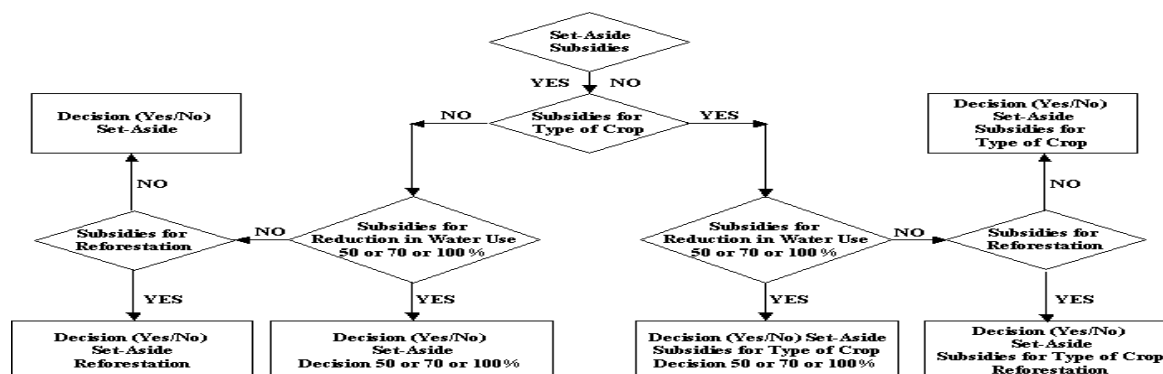 Set-Aside
Subsidies
YES
NO
Subsidies for
Type of Crop
NO
YES
Decision (Yes/No)
Set-Aside
Decision (Yes/No)
Set-Aside
Subsidies for
Type of Crop
NO
NO
Subsidies for
Reforestation
NO
Subsidies for
Reduction in Water Use
50 or 70 or 100%
Subsidies for
Reduction in Water Use
50 or 70 or 100%
NO
Subsidies for
Reforestation
YES
YES
YES
YES
Decision (Yes/No)
Set-Aside
Reforestation
Decision (Yes/No)
Set-Aside
Decision 50 or 70 or 100%
Decision (Yes/No) Set-Aside
Subsidies for Type of Crop
Decision 50 or 70 or 100%
Decision (Yes/No)
Set-Aside
Subsidies for Type of Crop
Reforestation